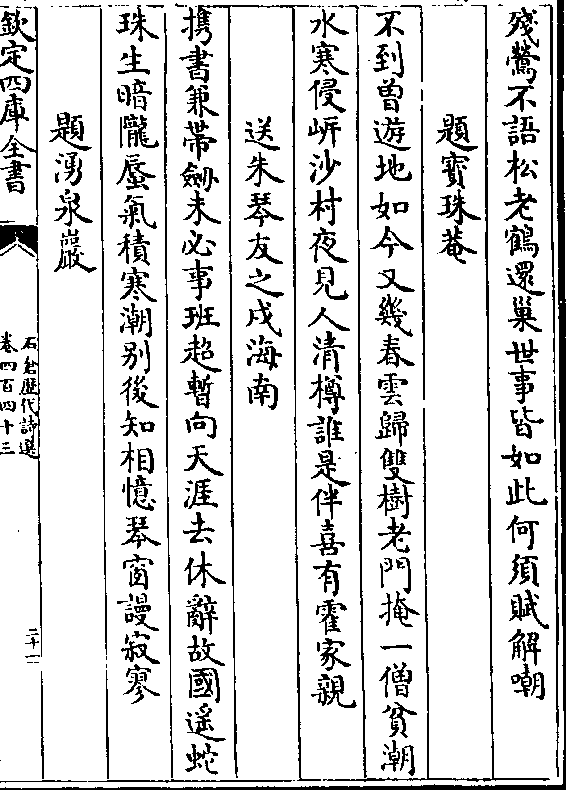 殘鶯不語松老鶴還巢世事皆如此何須賦解嘲
題寳珠菴
不到曽遊地如今又幾春雲歸雙樹老門掩一僧貧潮
水寒侵㟁沙村夜見人清樽誰是伴喜有霍家親
送朱琴友之戍海南
携書兼帶劔未必事班超暫向天涯去休辭故國遥蛇
珠生暗隴蜃氣積寒潮别後知相憶琴窗謾寂寥
題湧泉巖
欽定四庫全書
石倉歴代詩選
卷四百四十三
二十一